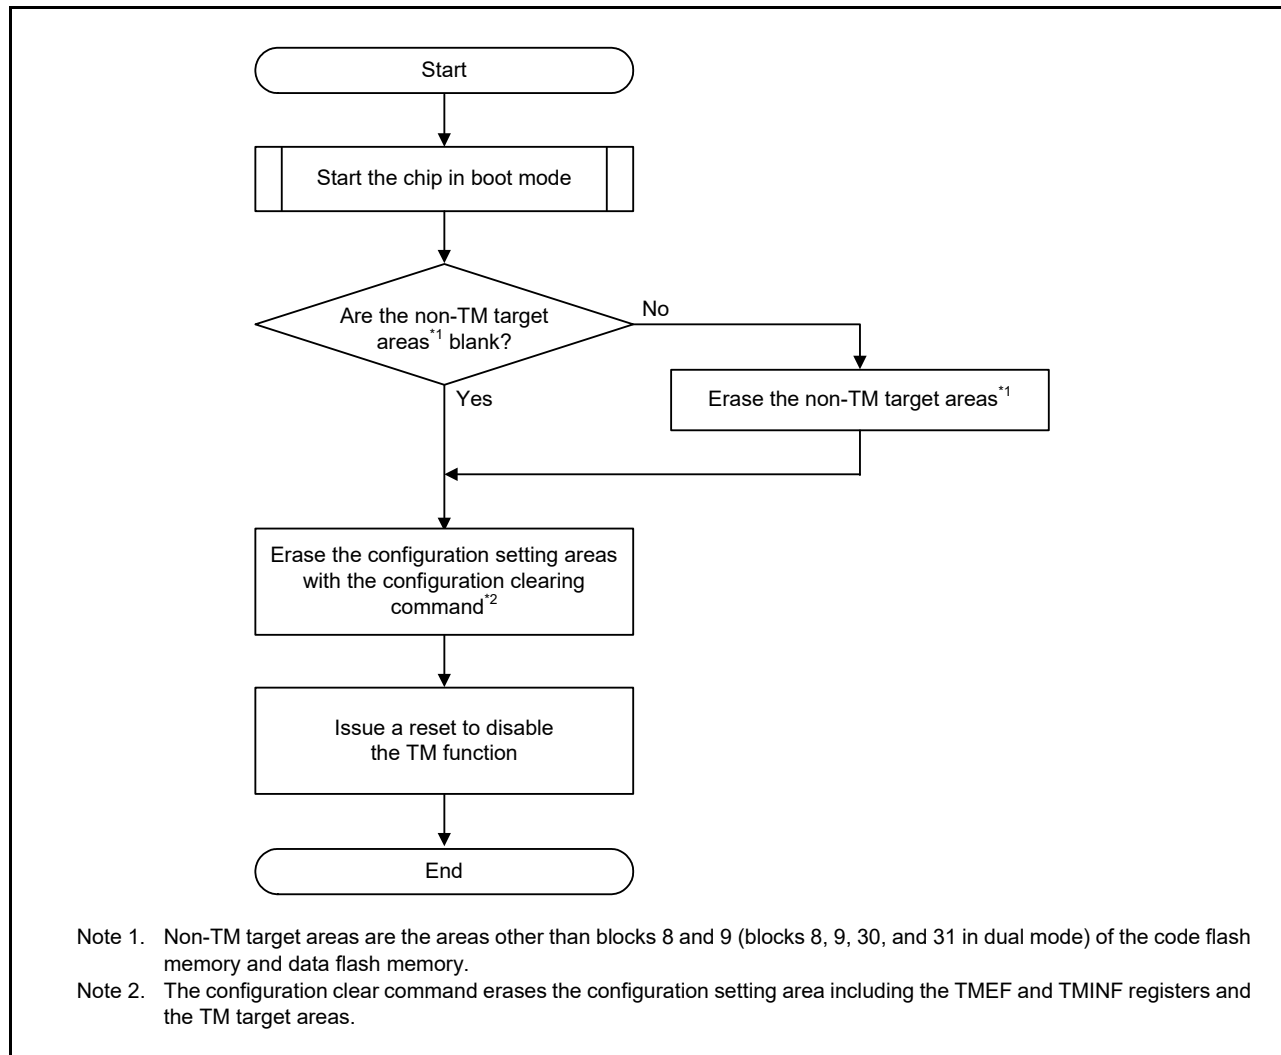 Start
Start the chip in boot mode
Are the non-TM target
areas*1 blank?
No
Yes
Erase the non-TM target areas*1
Erase the configuration setting areas
with the configuration clearing
command*2
Issue a reset to disable
the TM function
End
Note 1. Non-TM target areas are the areas other than blocks 8 and 9 (blocks 8, 9, 30, and 31 in dual mode) of the code flash
memory and data flash memory.
Note 2. The configuration clear command erases the configuration setting area including the TMEF and TMINF registers and
the TM target areas.